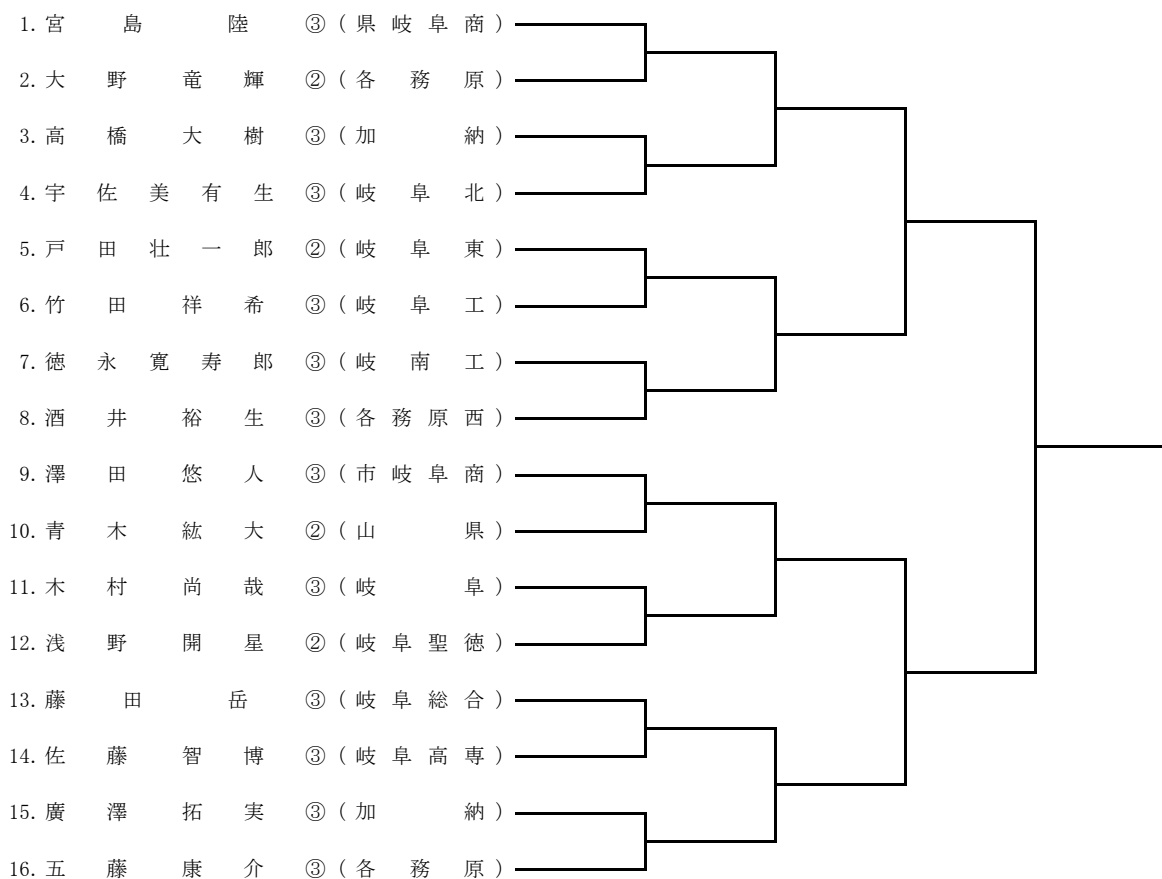 1. 宮島陸 ③ (県岐阜商)
2. 大野竜輝 ② (各務原)
3. 高橋大樹 ③ (加納)
4. 宇佐美有生 ③ (岐阜北)
5. 戸田壮一郎 ② (岐阜東)
6. 竹田祥希 ③ (岐阜工)
7. 徳永寛寿郎 ③ (岐南工)
8. 酒井裕生 ③ (各務原西)
9. 澤田悠人 ③ (市岐阜商)
10. 青木紘大 ② (山県)
11. 木村尚哉 ③ (岐阜)
12. 浅野開星 ② (岐阜聖徳)
13. 藤田岳 ③ (岐阜総合)
14. 佐藤智博 ③ (岐阜高専)
15. 廣澤拓実 ③ (加納)
16. 五藤康介 ③ (各務原)